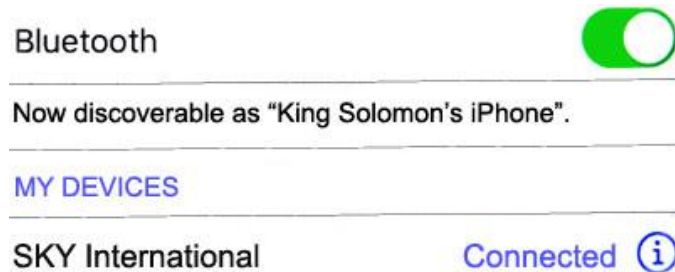 Bluetooth
Now discoverable as “King Solomon’s iPhone”.
MY DEVICES
SKY International Connected